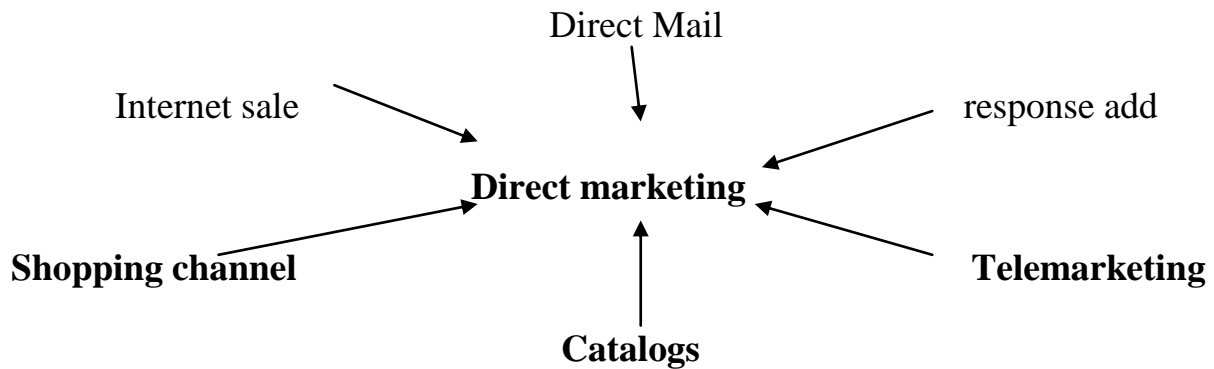 Direct Mail
Internet sale
response add
Direct marketing
Shopping channel
Telemarketing
Catalogs